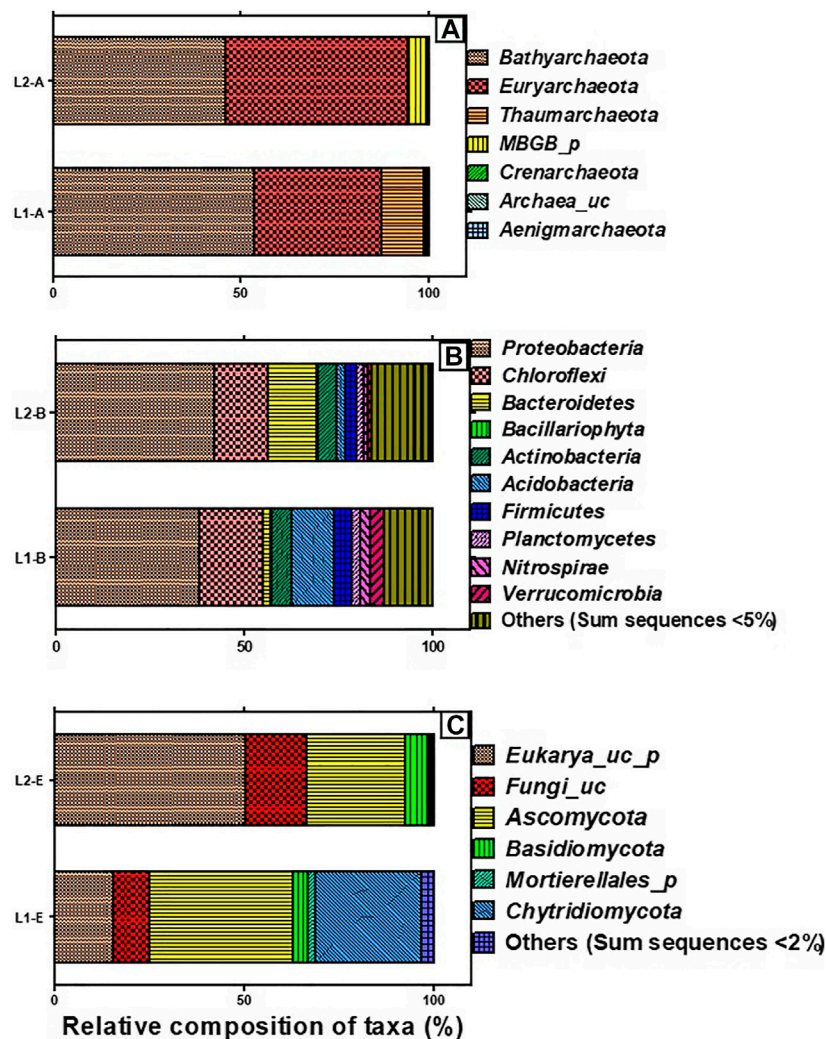 A
L2-A
L1-A
0 50 100
Bathyarchaeota
Euryarchaeota
Thaumarchaeota
MBGB_p
Crenarchaeota
Archaea_uc
Aenigmarchaeota
B
L2-B
L1-B
0 50 100
Proteobacteria
Chloroflexi
Bacteroidetes
Bacillariophyta
Actinobacteria
Acidobacteria
Firmicutes
Planctomycetes
Nitrospirae
Verrucomicrobia
Others (Sum sequences <5%)
C
L2-E
L1-E
0 50 100
Eukarya_uc_p
Fungi_uc
Ascomycota
Basidiomycota
Mortierellales_p
Chytridiomycota
Others (Sum sequences <2%)
Relative composition of taxa (%)